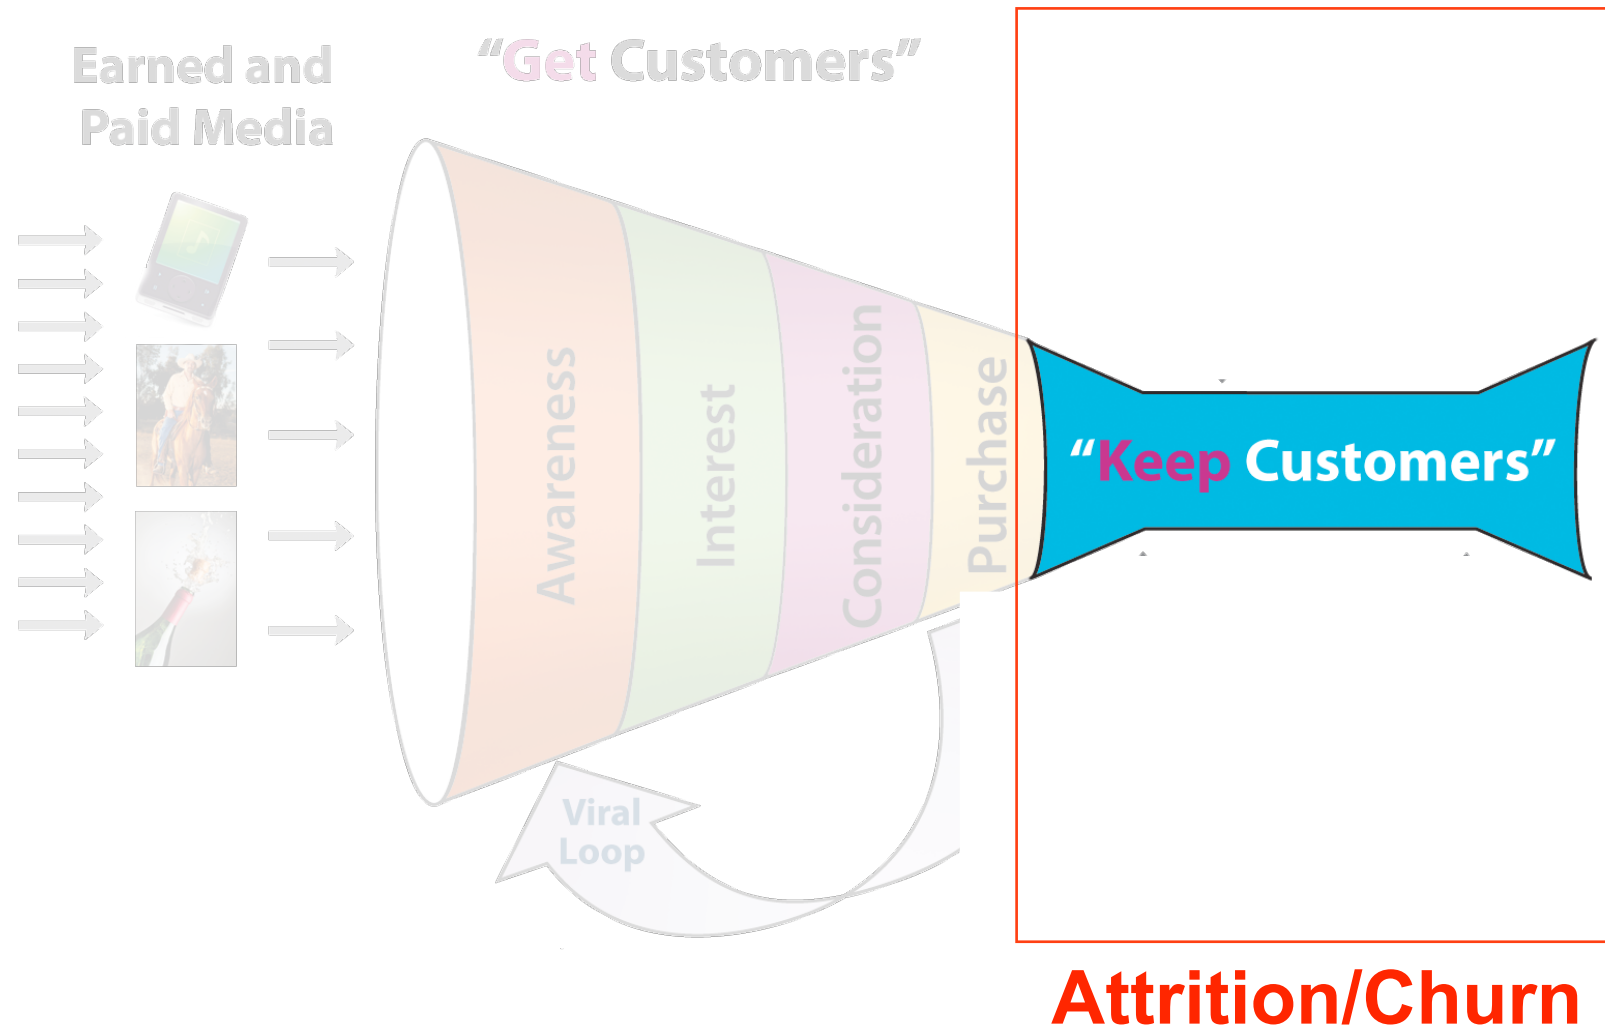 Earned and
Paid Media
“Get Customers”
Awareness
Interest
Consideration
Purchase
“Keep Customers”
Viral
Loop
Attrition/Churn